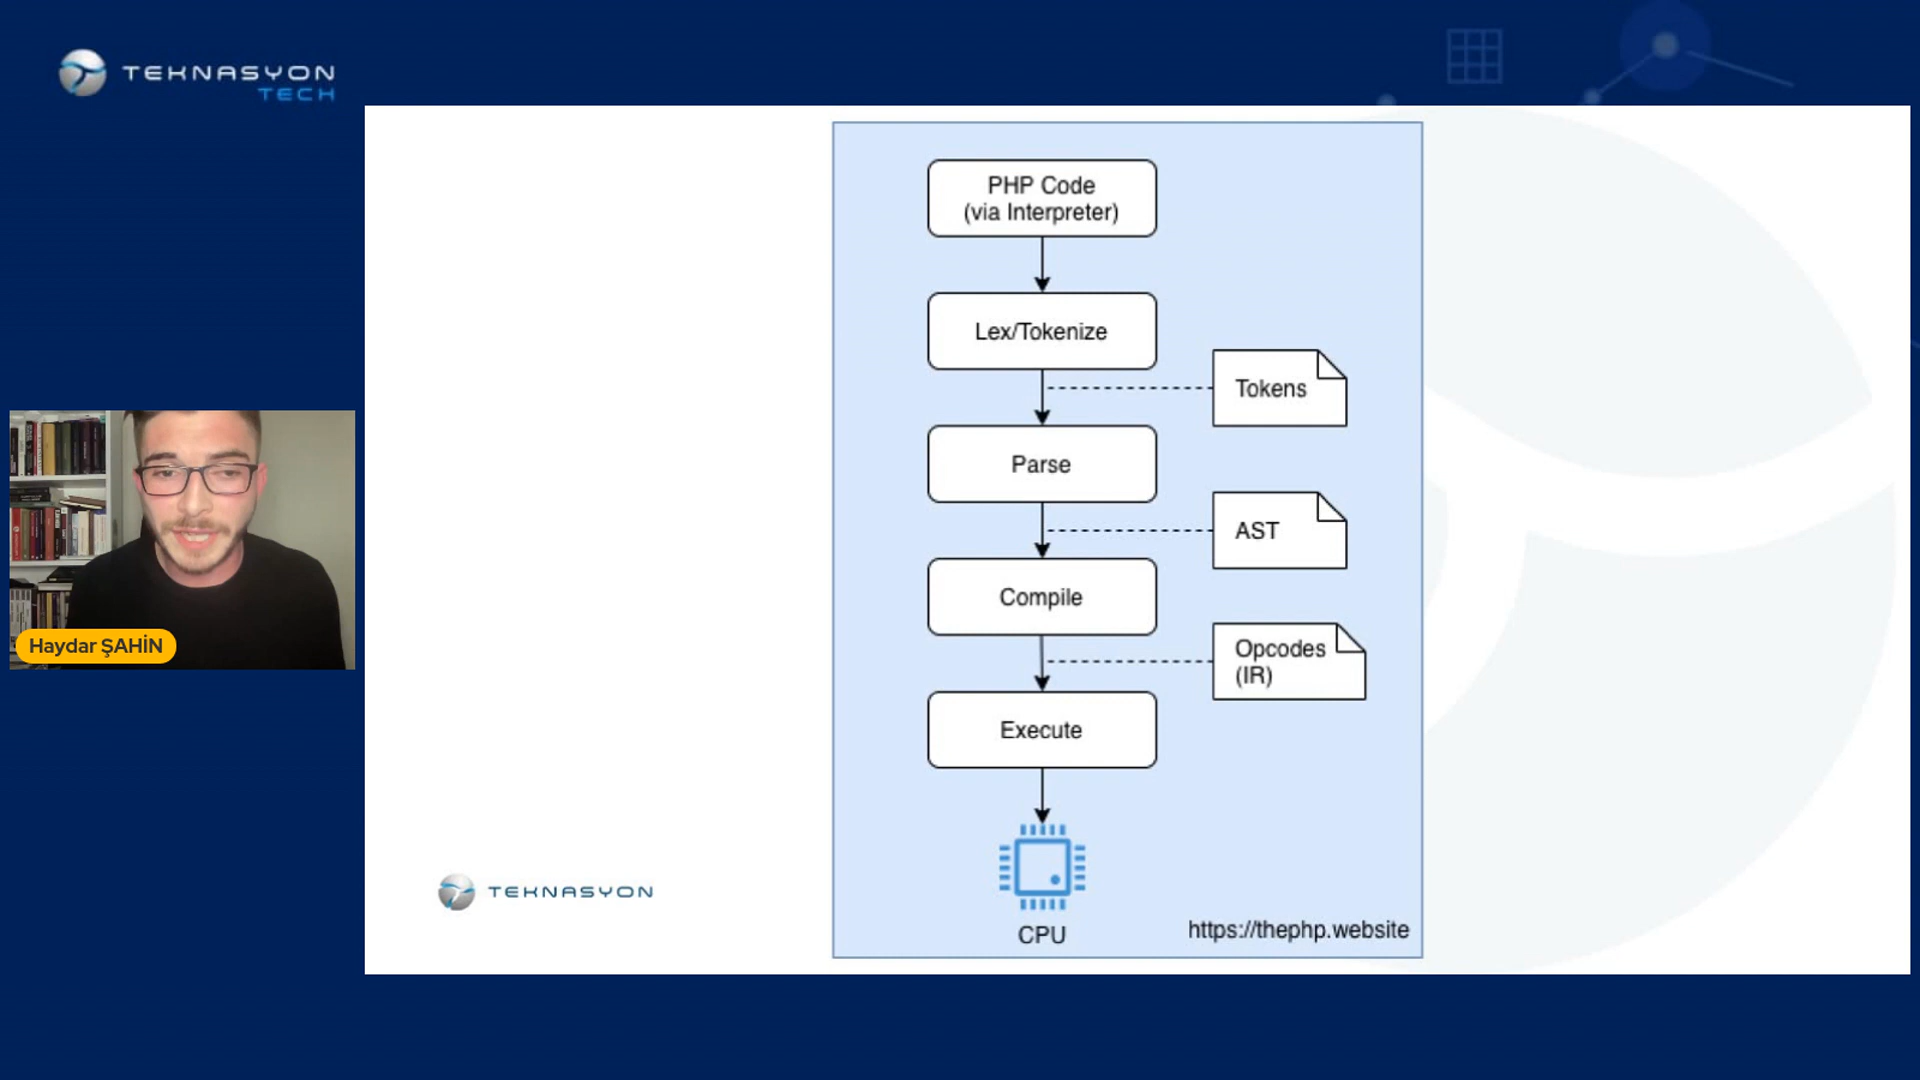 TEKNASYON
TECH
PHP Code
(via Interpreter)
Lex/Tokenize
Tokens
Parse
AST
Compile
Opcodes
(IR)
Execute
CPU
https://thephp.website
TEKNASYON
Haydar ŞAHİN